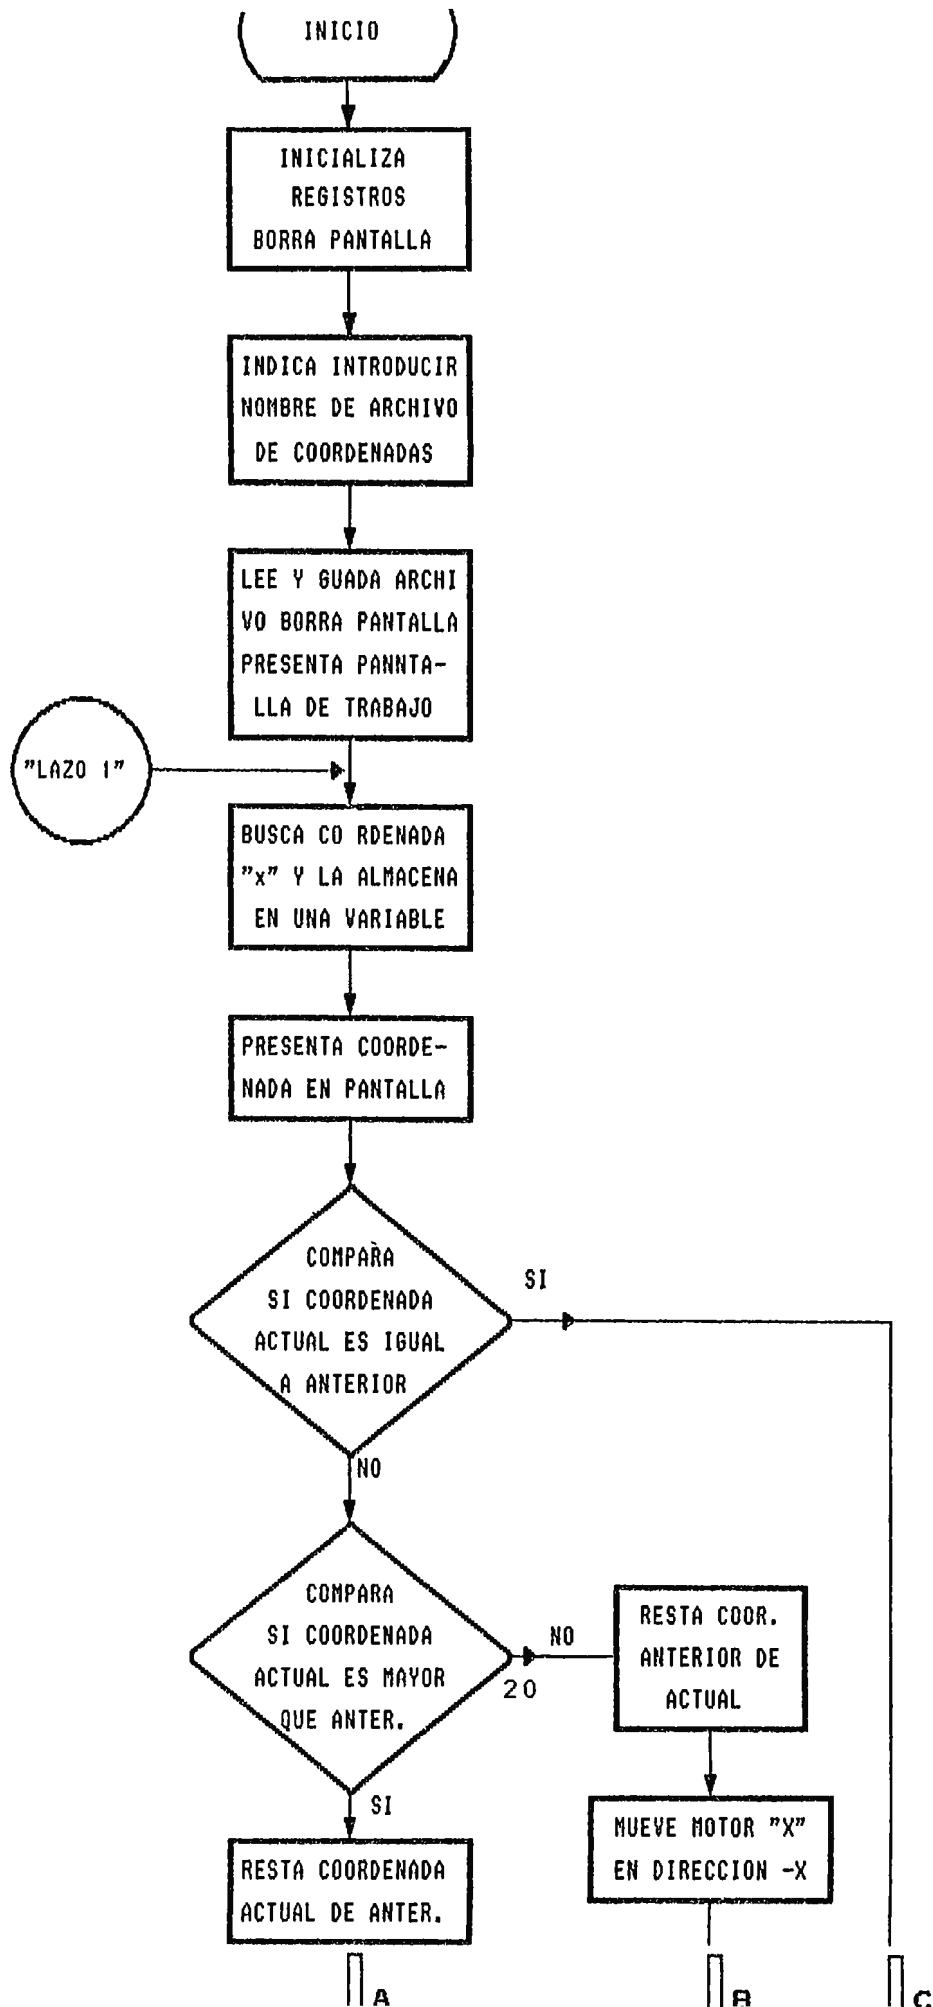 INICIO
INICIALIZA
REGISTROS
BORRA PANTALLA
INDICA INTRODUCIR
NOMBRE DE ARCHIVO
DE COORDENADAS
LEE Y GUADA ARCHI
VO BORRA PANTALLA
PRESENTA PANNTA-
LLA DE TRABAJO
"LAZO 1"
BUSCA CO RDENADA
"x" Y LA ALMACENA
EN UNA VARIABLE
PRESENTA COORDE-
NADA EN PANTALLA
COMPARA
SI COORDENADA
ACTUAL ES IGUAL
A ANTERIOR
SI
NO
COMPARA
SI COORDENADA
ACTUAL ES MAYOR
QUE ANTER.
NO
20
RESTA COOR.
ANTERIOR DE
ACTUAL
SI
MUEVE MOTOR "X"
EN DIRECCION -X
RESTA COORDENADA
ACTUAL DE ANTER.
A
B
C